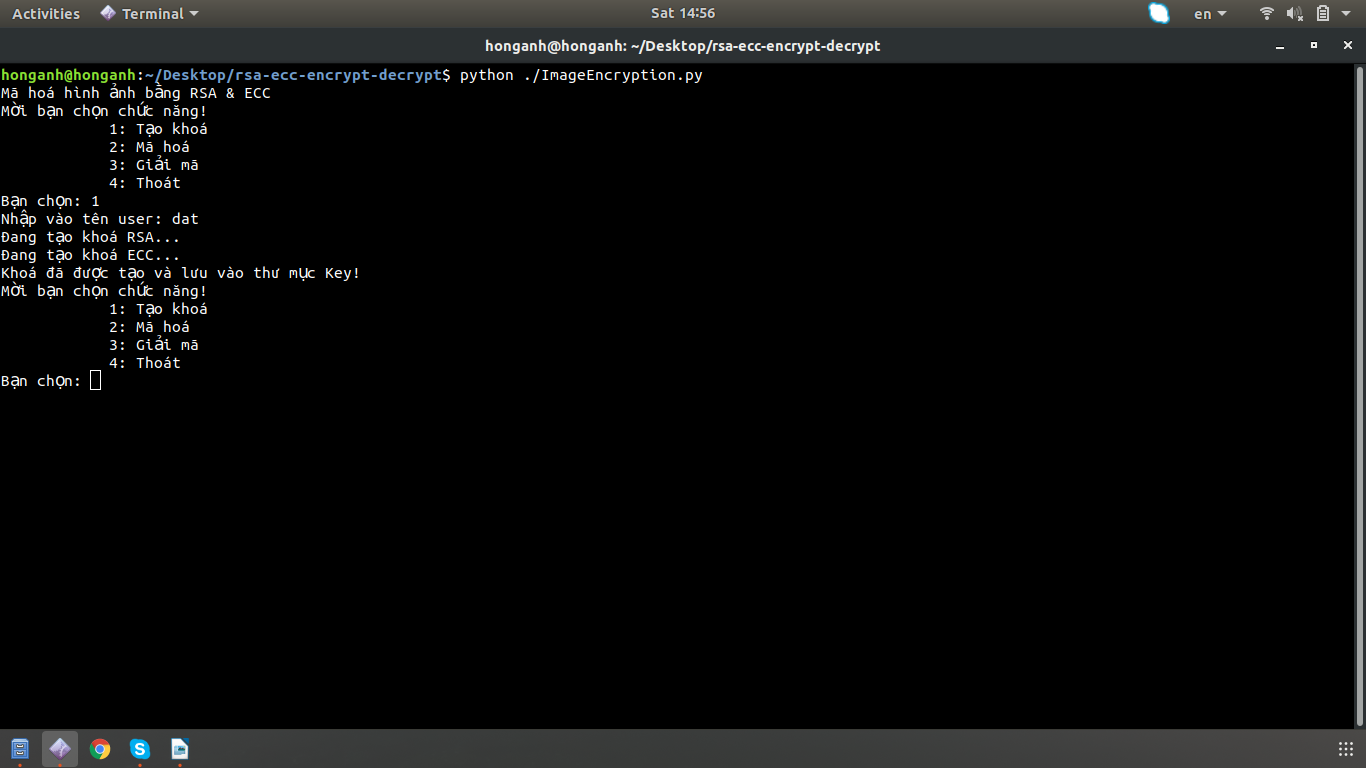 Activities Terminal Sat 14:56 en
honganh@honganh: ~/Desktop/rsa-ecc-encrypt-decrypt
honganh@honganh:~/Desktop/rsa-ecc-encrypt-decrypt$ python ./ImageEncryption.py
Mã hoá hình ảnh bằng RSA & ECC
Mời bạn chọn chức năng!
1: Tạo khoá
2: Mã hoá
3: Giải mã
4: Thoát
Bạn chọn: 1
Nhập vào tên user: dat
Đang tạo khoá RSA...
Đang tạo khoá ECC...
Khoá đã được tạo và lưu vào thư mục Key!
Mời bạn chọn chức năng!
1: Tạo khoá
2: Mã hoá
3: Giải mã
4: Thoát
Bạn chọn: